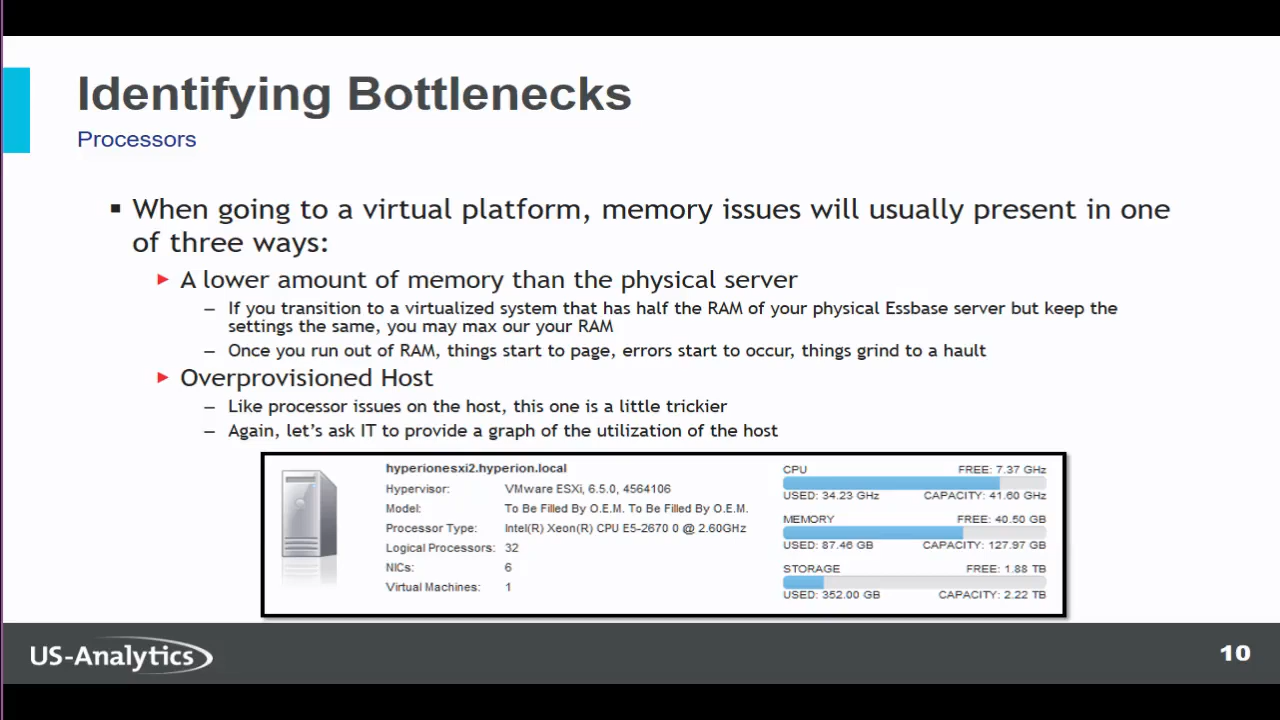 Identifying Bottlenecks
Processors
▪ When going to a virtual platform, memory issues will usually present in one
of three ways:
▶ A lower amount of memory than the physical server
– If you transition to a virtualized system that has half the RAM of your physical Essbase server but keep the
settings the same, you may max our your RAM
– Once you run out of RAM, things start to page, errors start to occur, things grind to a hault
▶ Overprovisioned Host
– Like processor issues on the host, this one is a little trickier
– Again, let's ask IT to provide a graph of the utilization of the host
hyperionesxi2.hyperion.local
Hypervisor: VMware ESXi, 6.5.0, 4564106
Model: To Be Filled By O.E.M. To Be Filled By O.E.M.
Processor Type: Intel(R) Xeon(R) CPU E5-2670 0 @ 2.60GHz
Logical Processors: 32
NICs: 6
Virtual Machines: 1
CPU FREE: 7.37 GHz
USED: 34.23 GHz CAPACITY: 41.60 GHz
MEMORY FREE: 40.50 GB
USED: 87.46 GB CAPACITY: 127.97 GB
STORAGE FREE: 1.88 TB
USED: 352.00 GB CAPACITY: 2.22 TB
US-Analytics
10